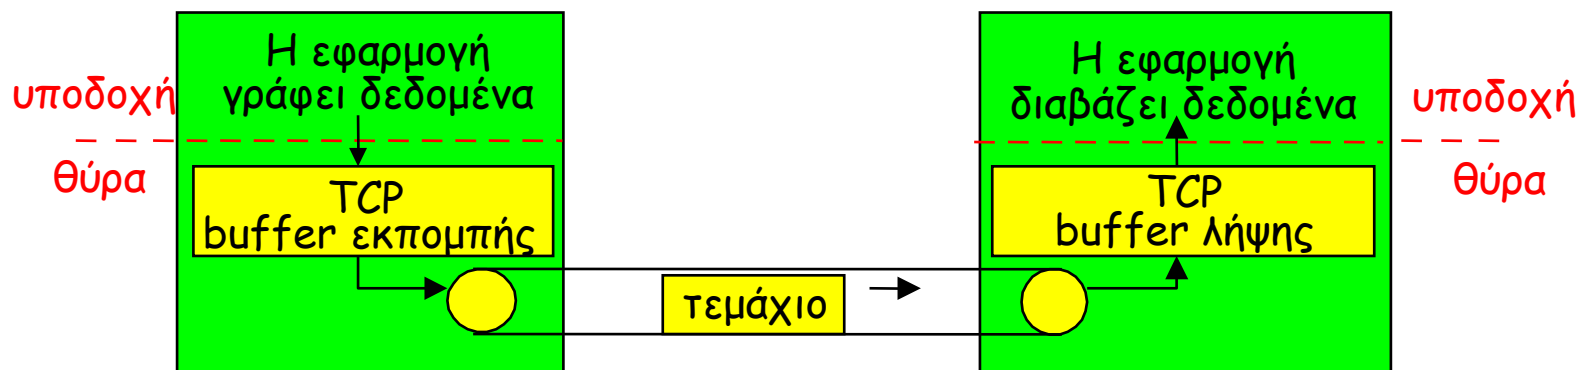 Η εφαρμογή
γράφει δεδομένα
υποδοχή
θύρα
TCP
buffer εκπομπής
τεμάχιο
Η εφαρμογή
διαβάζει δεδομένα
υποδοχή
θύρα
TCP
buffer λήψης